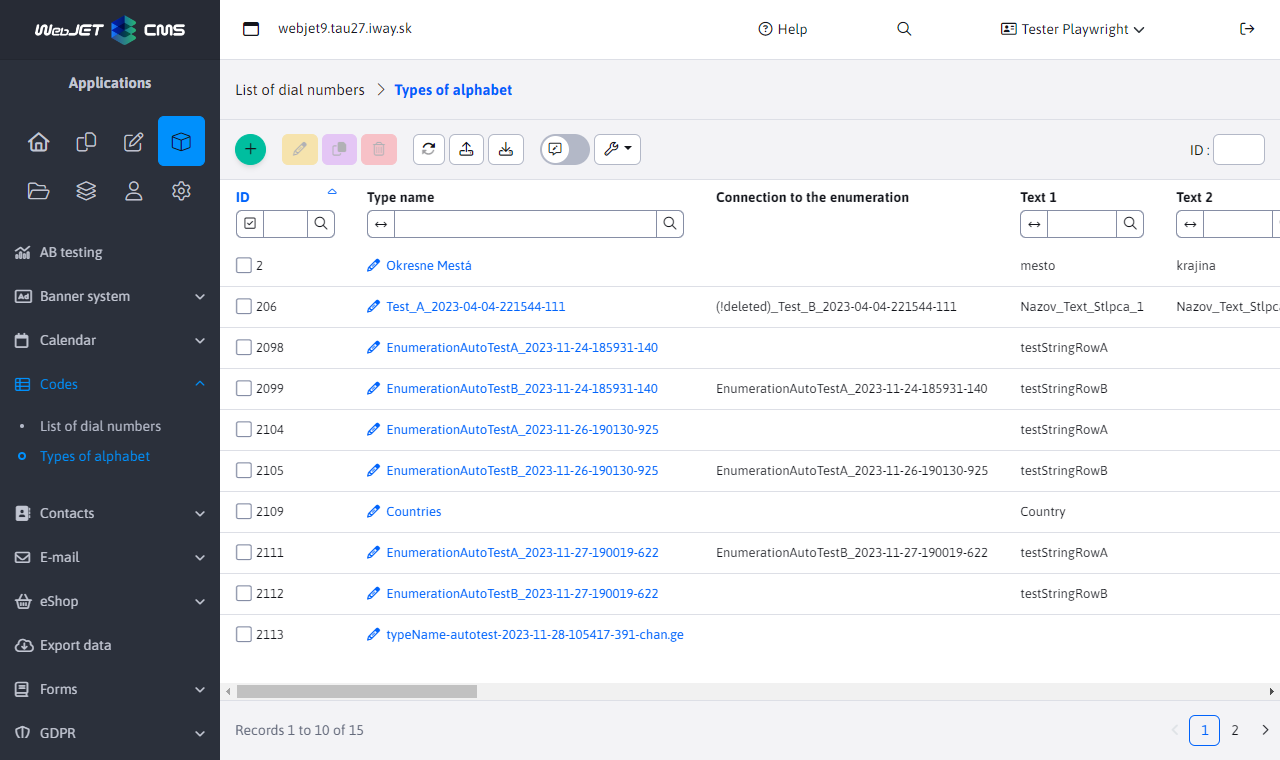 WebJET CMS
webjet9.tau27.iway.sk
Help
Tester Playwright
Applications
List of dial numbers > Types of alphabet
ID :
ID
Type name
Connection to the enumeration
Text 1
Text 2
2 Okresne Mestá mesto krajina
206 Test_A_2023-04-04-221544-111 (!deleted)_Test_B_2023-04-04-221544-111 Nazov_Text_Stlpca_1 Nazov_Text_Stlpca
2098 EnumerationAutoTestA_2023-11-24-185931-140 testStringRowA
2099 EnumerationAutoTestB_2023-11-24-185931-140 EnumerationAutoTestA_2023-11-24-185931-140 testStringRowB
2104 EnumerationAutoTestA_2023-11-26-190130-925 testStringRowA
2105 EnumerationAutoTestB_2023-11-26-190130-925 EnumerationAutoTestA_2023-11-26-190130-925 testStringRowB
2109 Countries Country
2111 EnumerationAutoTestA_2023-11-27-190019-622 EnumerationAutoTestB_2023-11-27-190019-622 testStringRowA
2112 EnumerationAutoTestB_2023-11-27-190019-622 testStringRowB
2113 typeName-autotest-2023-11-28-105417-391-chan.ge
Records 1 to 10 of 15
1 2
AB testing
Ad Banner system
Calendar
Codes
List of dial numbers
Types of alphabet
Contacts
E-mail
eShop
Export data
Forms
GDPR